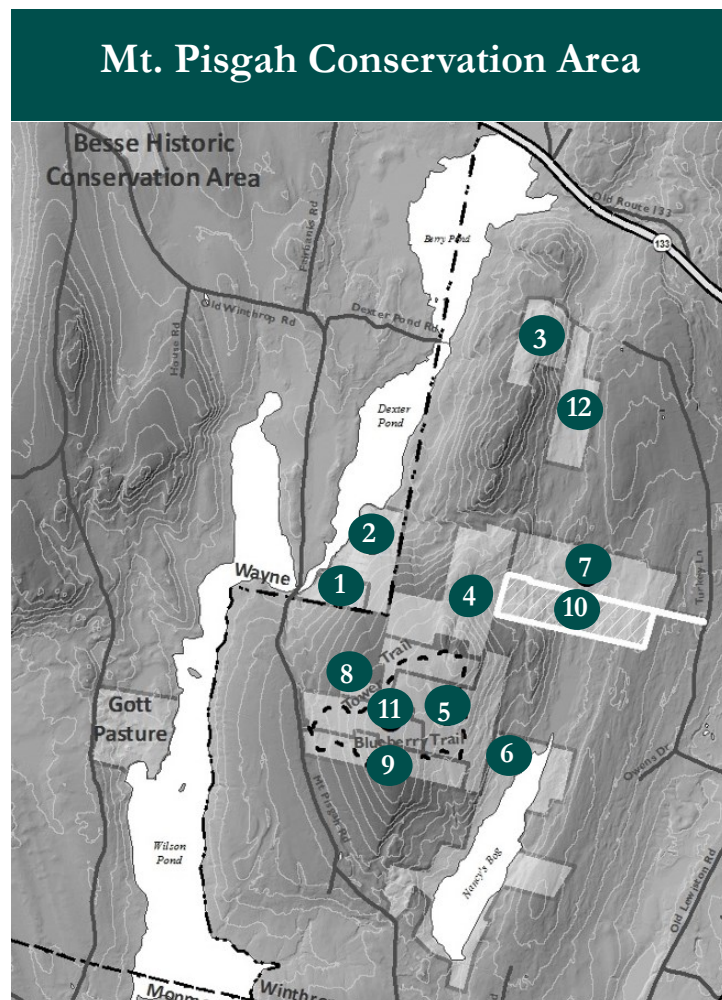 Mt. Pisgah Conservation Area
Besse Historic
Conservation Area
Old Route 133
133
Fairbanks Rd
Berry Pond
Old Winthrop Rd
Dexter Pond Rd
House Rd
3
Dexter
Pond
12
2
Turkey Ln
Wayne
1
7
4
10
8
Tower Trail
Gott
Pasture
11
5
Blueberry Trail
6
9
Owens Dr
Mt Pisgah Rd
Wilson
Pond
Nancy's Bog
Old Lewiston Rd